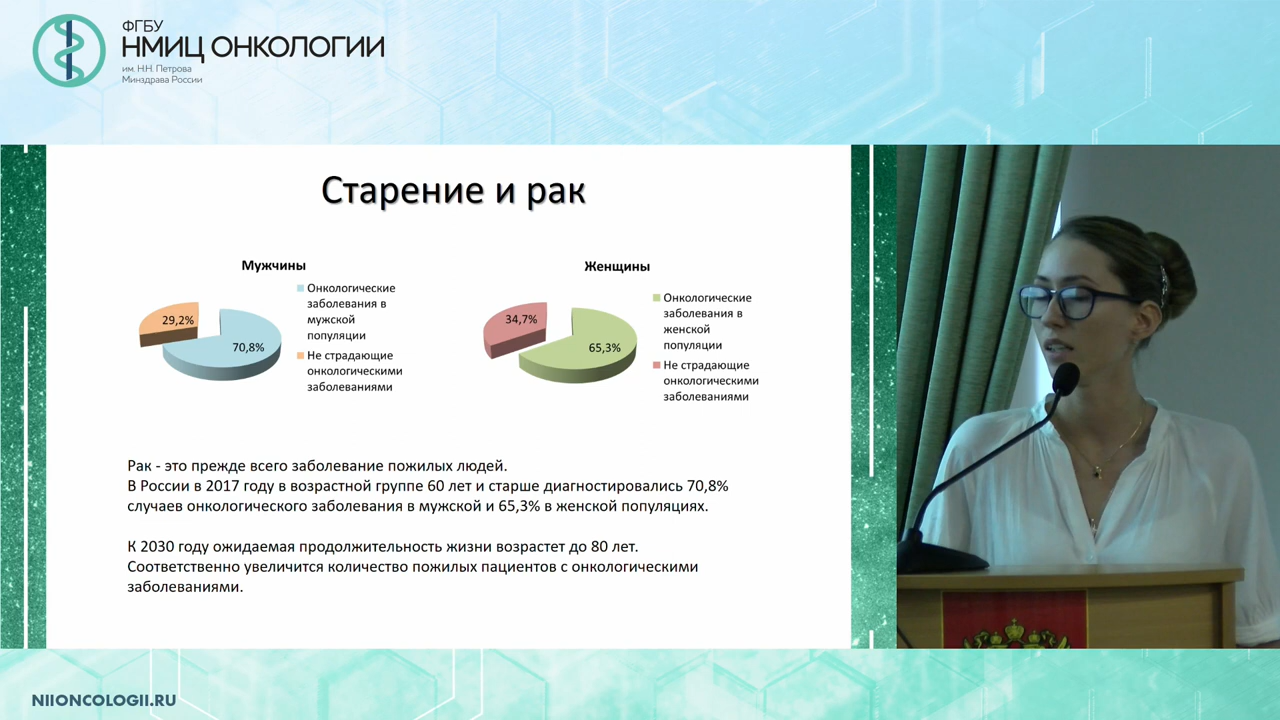 ФГБУ
НМИЦ ОНКОЛОГИИ
им. Н.Н. Петрова
Минздрава России
Старение и рак
Мужчины
29,2%
70,8%
Онкологические
заболевания в
мужской
популяции
Не страдающие
онкологическими
заболеваниями
Женщины
34,7%
65,3%
Онкологические
заболевания в
женской
популяции
Не страдающие
онкологическими
заболеваниями
Рак - это прежде всего заболевание пожилых людей.
В России в 2017 году в возрастной группе 60 лет и старше диагностировались 70,8%
случаев онкологического заболевания в мужской и 65,3% в женской популяциях.
К 2030 году ожидаемая продолжительность жизни возрастет до 80 лет.
Соответственно увеличится количество пожилых пациентов с онкологическими
заболеваниями.
NIIONCOLOGII.RU